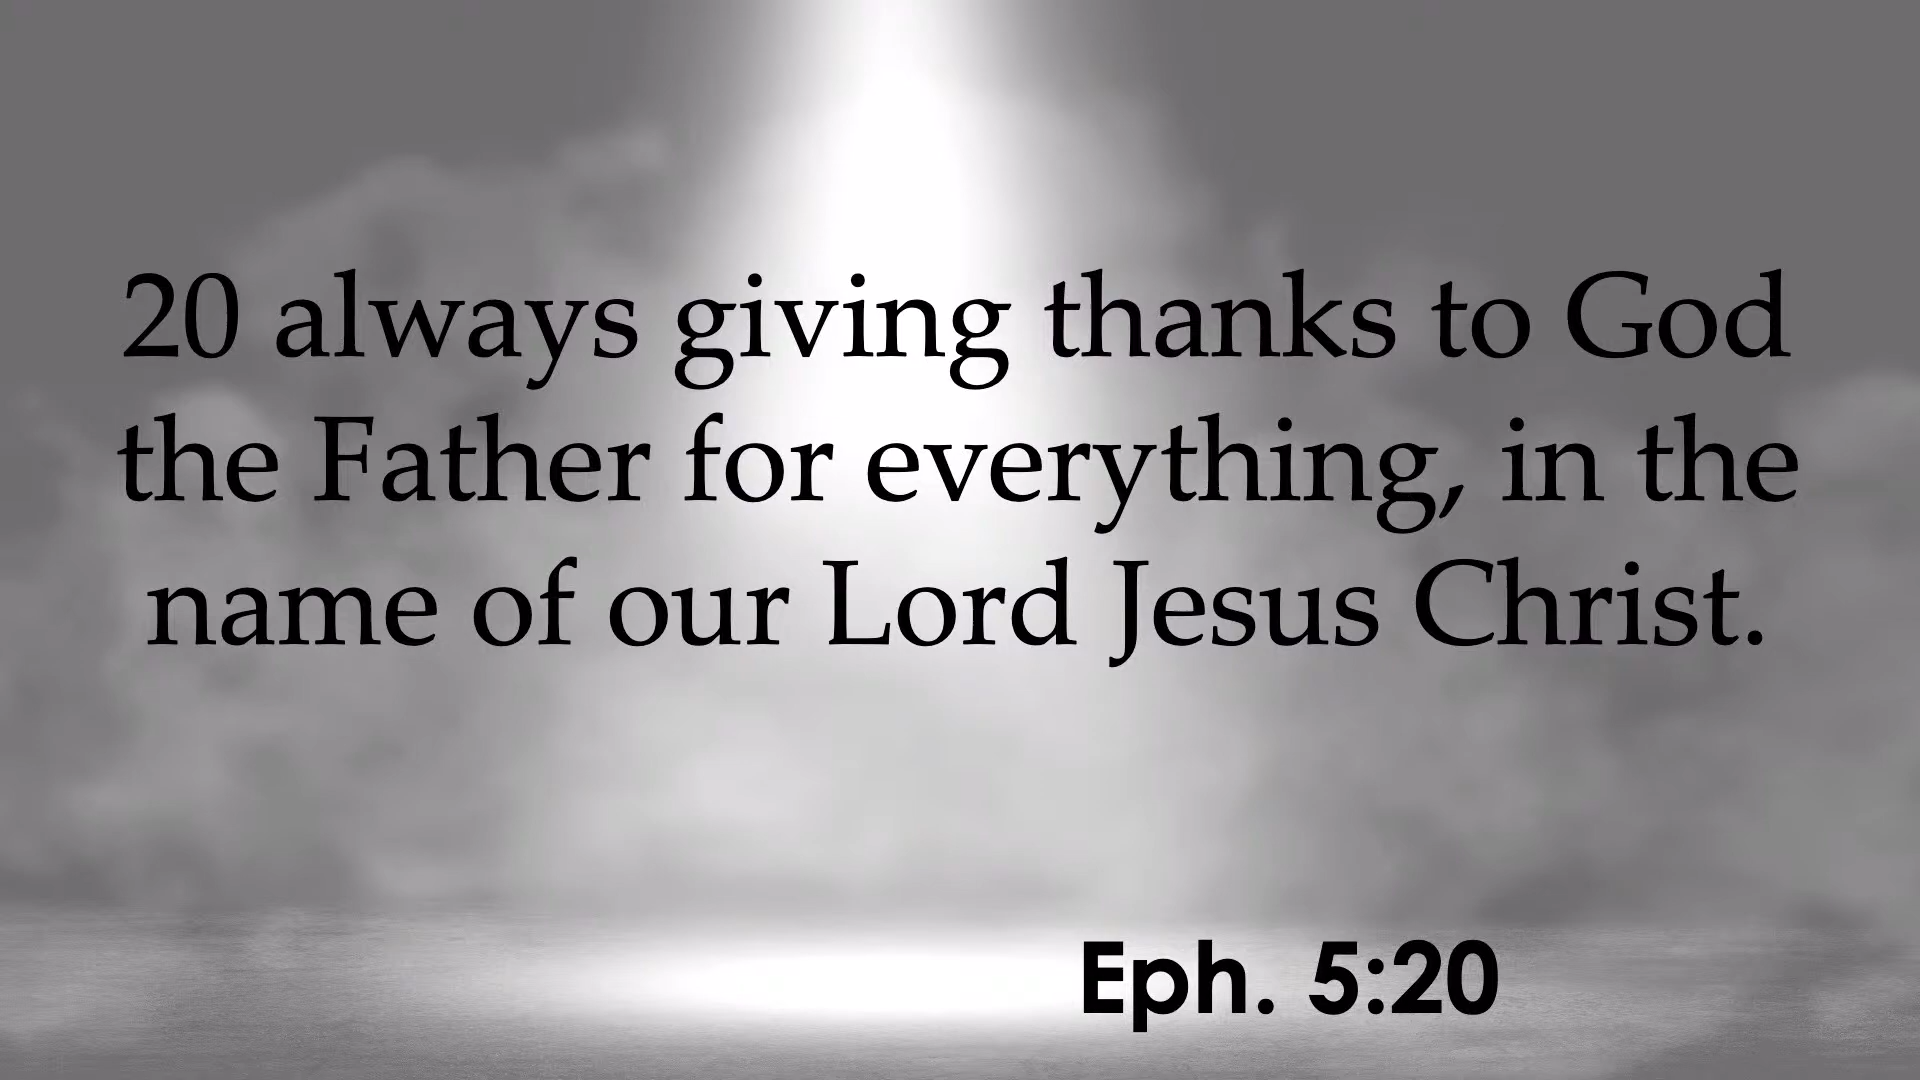 20 always giving thanks to God
the Father for everything, in the
name of our Lord Jesus Christ.
Eph. 5:20